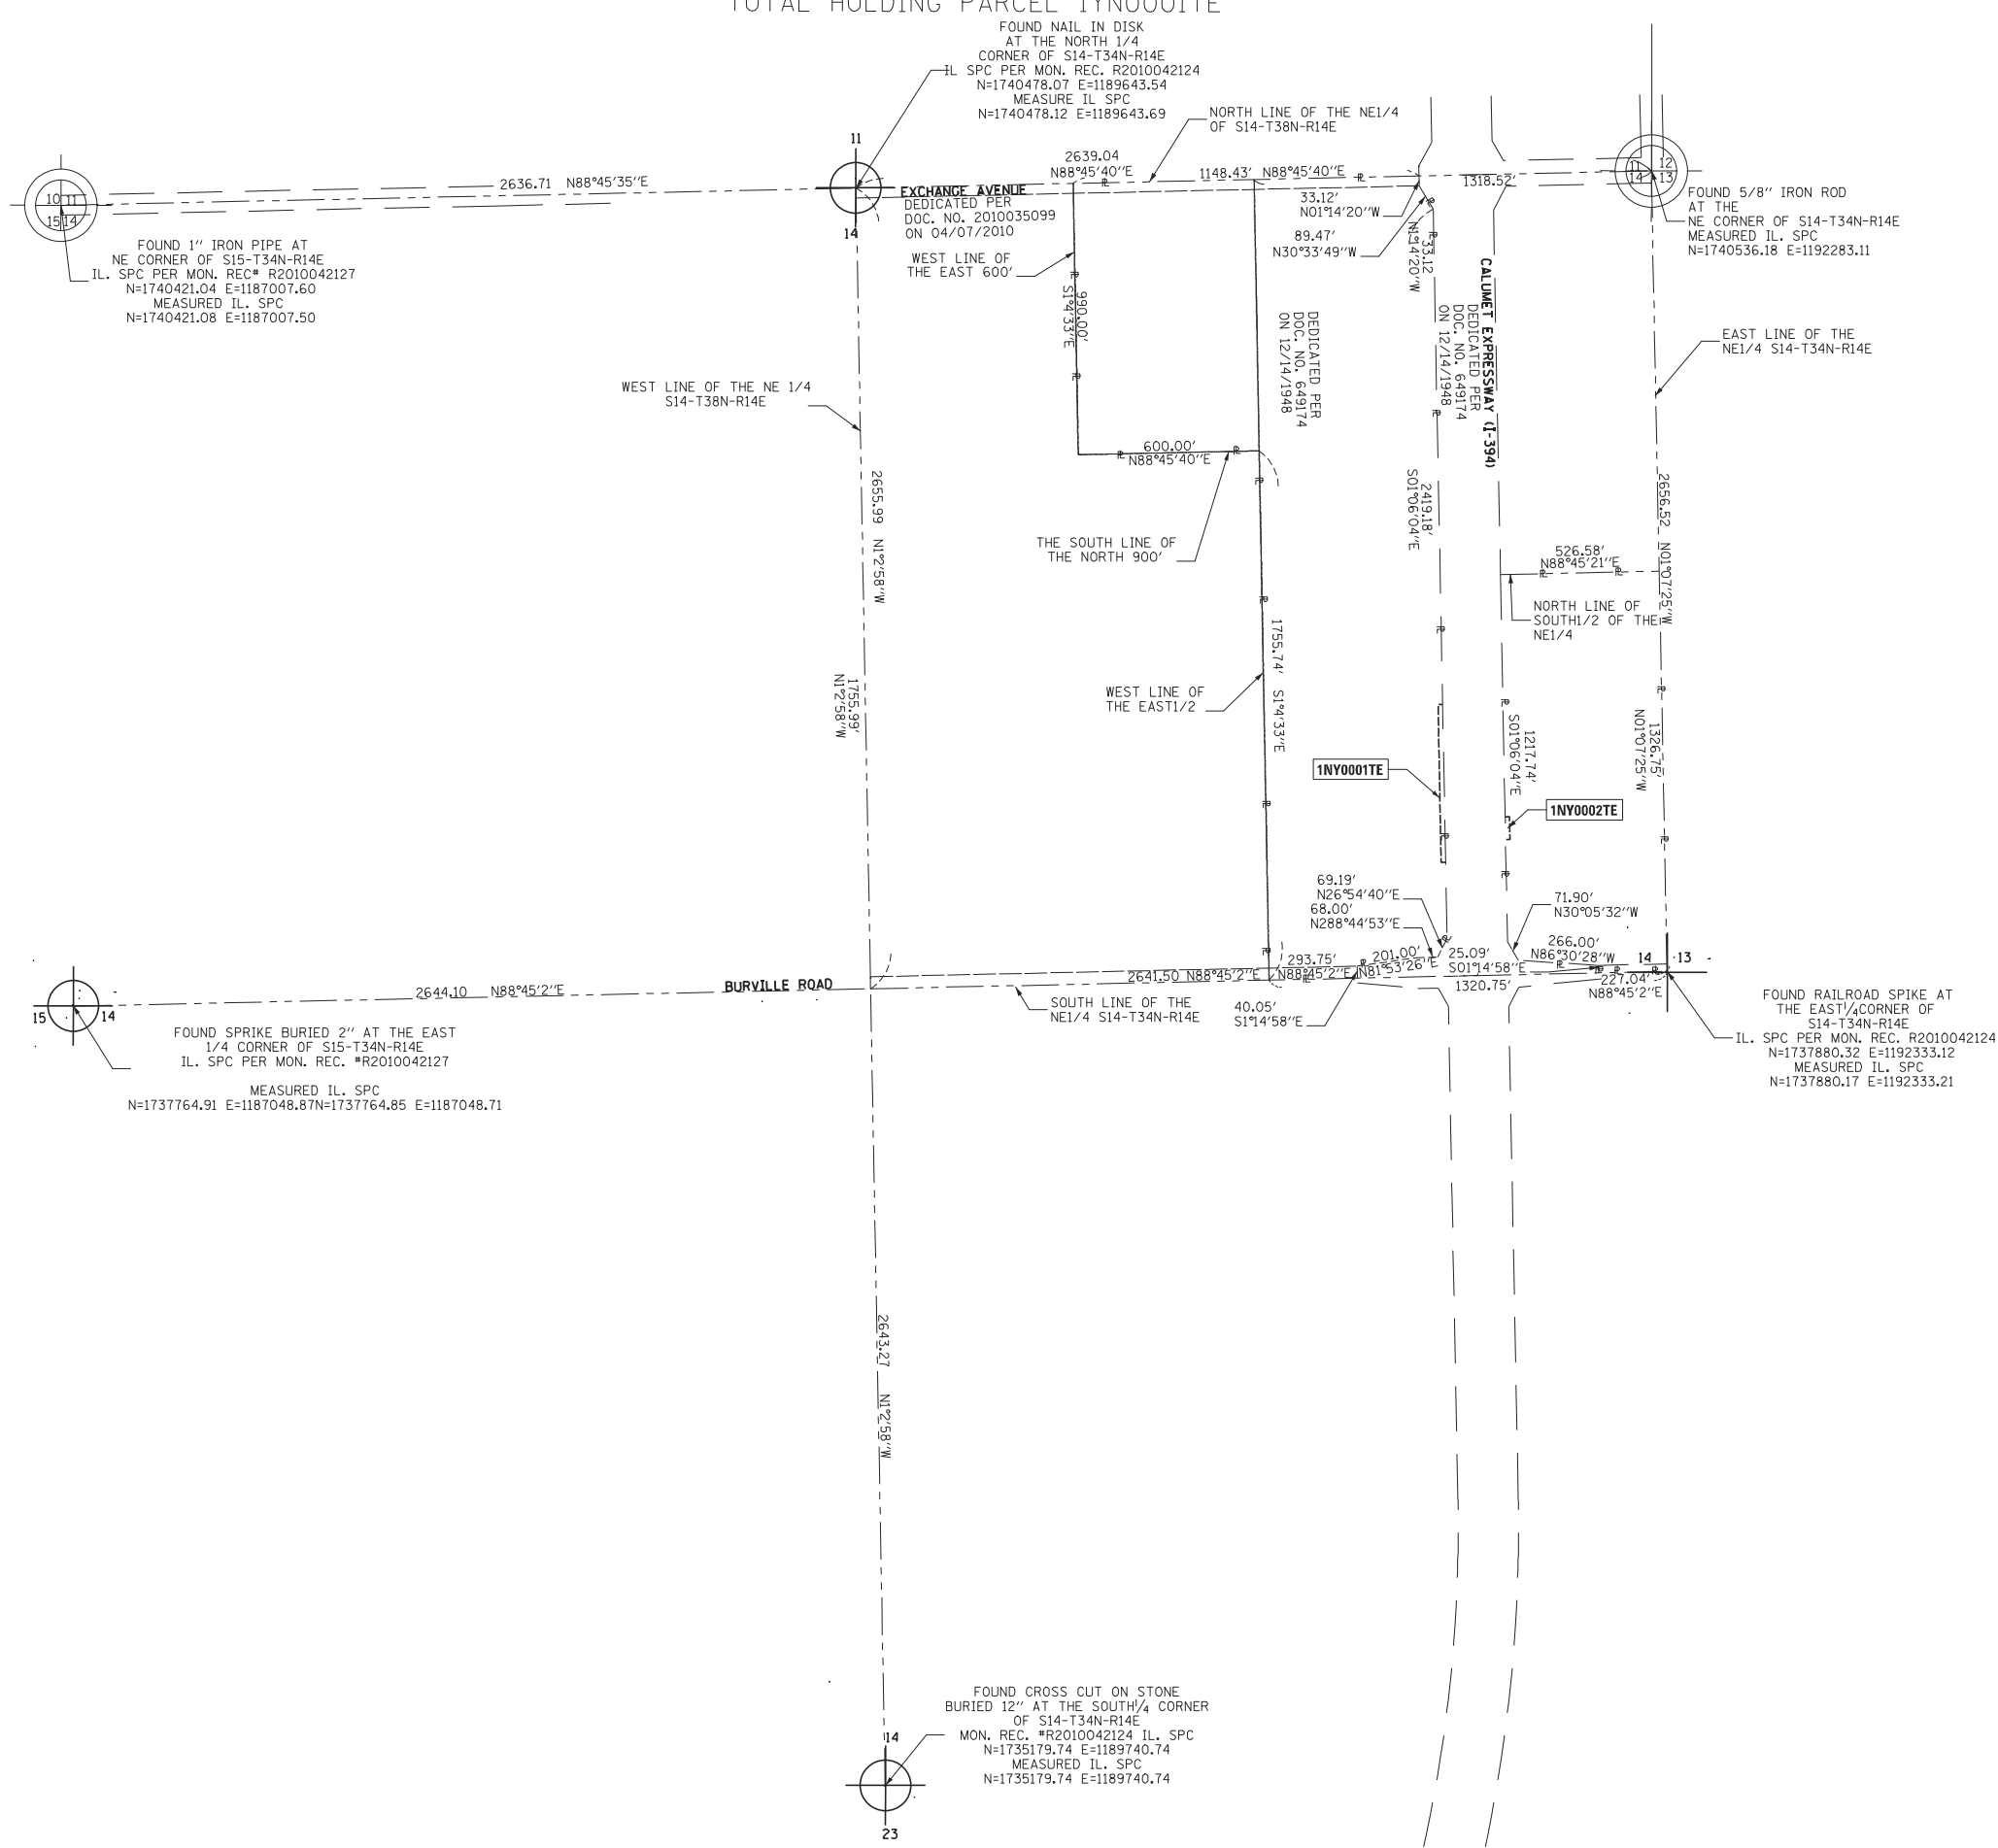 TOTAL HOLDING PARCEL 1YN0001TE
FOUND NAIL IN DISK
AT THE NORTH 1/4
CORNER OF S14-T34N-R14E
IL SPC PER MON. REC. R2010042124
N=1740478.07 E=1189643.54
MEASURE IL SPC
N=1740478.12 E=1189643.69
NORTH LINE OF THE NE1/4
OF S14-T38N-R14E
11
14
2636.71 N88°45'35"E
2639.04
N88°45'40"E
1148.43' N88°45'40"E
1318.52'
10 11
15 14
11 12
14 13
FOUND 1" IRON PIPE AT
NE CORNER OF S15-T34N-R14E
IL. SPC PER MON. REC# R2010042127
N=1740421.04 E=1187007.60
MEASURED IL. SPC
N=1740421.08 E=1187007.50
EXCHANGE AVENUE
DEDICATED PER
DOC. NO. 2010035099
ON 04/07/2010
WEST LINE OF
THE EAST 600'
33.12'
N01°14'20"W
89.47'
N30°33'49"W
33.12
N1°14'20"W
FOUND 5/8" IRON ROD
AT THE
NE CORNER OF S14-T34N-R14E
MEASURED IL. SPC
N=1740536.18 E=1192283.11
990.00'
S1°4'33"E
DEDICATED PER
DOC. NO. 649174
ON 12/14/1948
CALUMET EXPRESSWAY (I-394)
DEDICATED PER
DOC. NO. 649174
ON 12/14/1948
EAST LINE OF THE
NE1/4 S14-T34N-R14E
WEST LINE OF THE NE 1/4
S14-T38N-R14E
600.00'
N88°45'40"E
2655.99 N1°2'58"W
2419.18'
S01°06'04"E
2656.52 N01°07'25"W
THE SOUTH LINE OF
THE NORTH 900'
526.58'
N88°45'21"E
NORTH LINE OF
SOUTH1/2 OF THE
NE1/4
1755.99'
N1°2'58"W
1755.74' S1°4'33"E
WEST LINE OF
THE EAST1/2
1217.74'
S01°06'04"E
1326.75'
N01°07'25"W
1NY0001TE
1NY0002TE
69.19'
N26°54'40"E
68.00'
N288°44'53"E
71.90'
N30°05'32"W
2644.10 N88°45'2"E
BURVILLE ROAD
2641.50 N88°45'2"E
293.75'
N88°45'2"E
201.00'
N81°53'26"E
25.09'
S01°14'58"E
1320.75'
266.00'
N86°30'28"W
227.04'
N88°45'2"E
14 13
15 14
SOUTH LINE OF THE
NE1/4 S14-T34N-R14E
40.05'
S1°14'58"E
FOUND SPRIKE BURIED 2" AT THE EAST
1/4 CORNER OF S15-T34N-R14E
IL. SPC PER MON. REC. #R2010042127
MEASURED IL. SPC
N=1737764.91 E=1187048.87N=1737764.85 E=1187048.71
FOUND RAILROAD SPIKE AT
THE EAST 1/4CORNER OF
S14-T34N-R14E
IL. SPC PER MON. REC. R2010042124
N=1737880.32 E=1192333.12
MEASURED IL. SPC
N=1737880.17 E=1192333.21
2643.27 N1°2'58"W
FOUND CROSS CUT ON STONE
BURIED 12" AT THE SOUTH 1/4 CORNER
OF S14-T34N-R14E
MON. REC. #R2010042124 IL. SPC
N=1735179.74 E=1189740.74
MEASURED IL. SPC
N=1735179.74 E=1189740.74
14
23